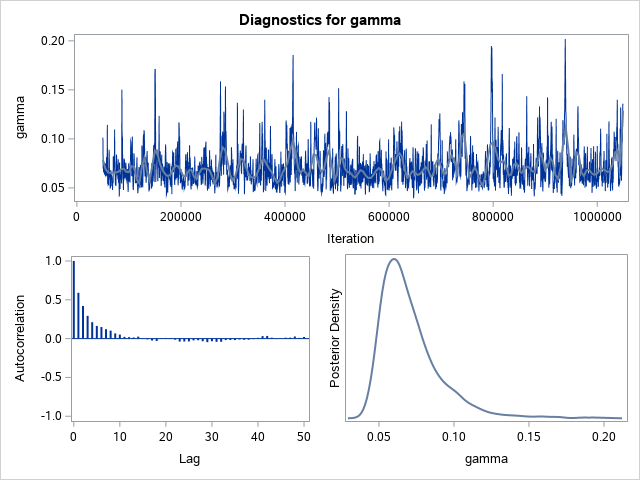 Diagnostics for gamma
gamma
0.20
0.15
0.10
0.05
0 200000 400000 600000 800000 1000000
Iteration
Autocorrelation
1.0
0.5
0.0
-0.5
-1.0
0 10 20 30 40 50
Lag
Posterior Density
0.05 0.10 0.15 0.20
gamma